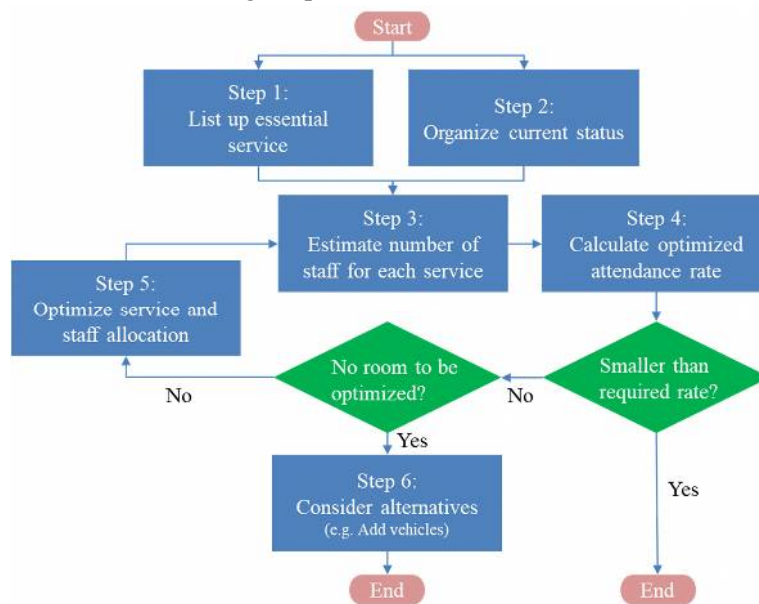 Start
Step 1:
List up essential
service
Step 2:
Organize current status
Step 3:
Estimate number of
staff for each service
Step 4:
Calculate optimized
attendance rate
Step 5:
Optimize service and
staff allocation
No room to be
optimized?
Smaller than
required rate?
No
No
Yes
Yes
Step 6:
Consider alternatives
(e.g. Add vehicles)
End
End